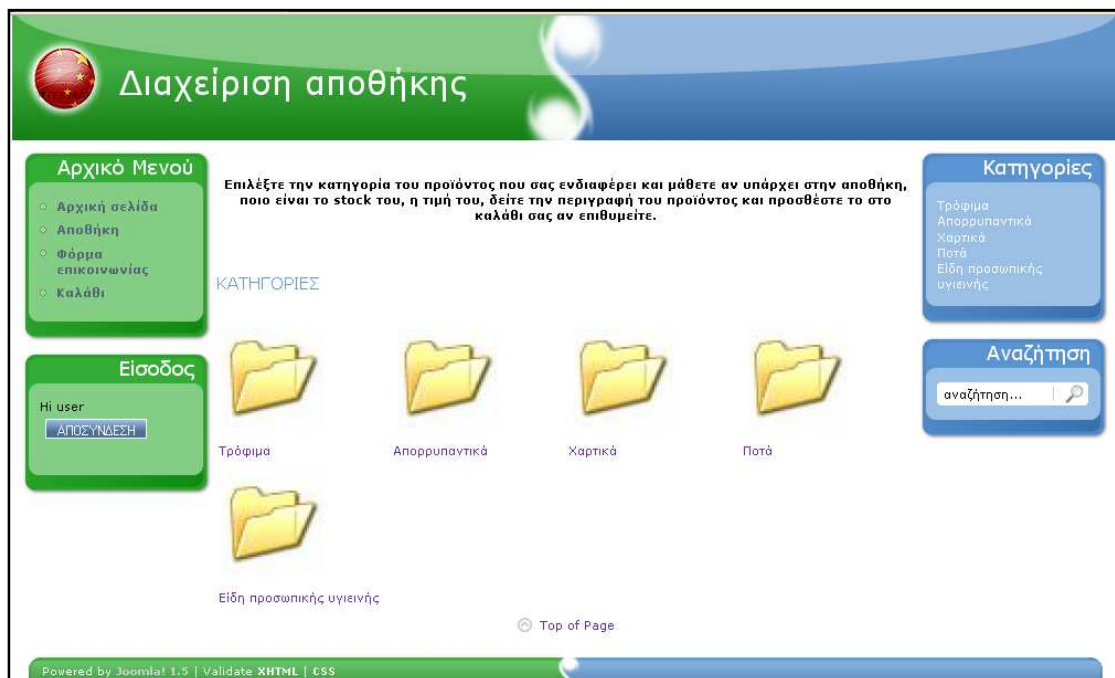 Διαχείριση αποθήκης
Αρχικό Μενού
Αρχική σελίδα
Αποθήκη
Φόρμα
επικοινωνίας
Καλάθι
Είσοδος
Hi user
ΑΠΟΣΥΝΔΕΣΗ
Επιλέξτε την κατηγορία του προϊόντος που σας ενδιαφέρει και μάθετε αν υπάρχει στην αποθήκη,
ποιο είναι το stock του, η τιμή του, δείτε την περιγραφή του προϊόντος και προσθέστε το στο
καλάθι σας αν επιθυμείτε.
ΚΑΤΗΓΟΡΙΕΣ
Τρόφιμα
Απορρυπαντικά
Χαρτικά
Ποτά
Είδη προσωπικής υγιεινής
Top of Page
Κατηγορίες
Τρόφιμα
Απορρυπαντικά
Χαρτικά
Ποτά
Είδη προσωπικής
υγιεινής
Αναζήτηση
αναζήτηση...
Powered by Joomla! 1.5 | Validate XHTML | CSS